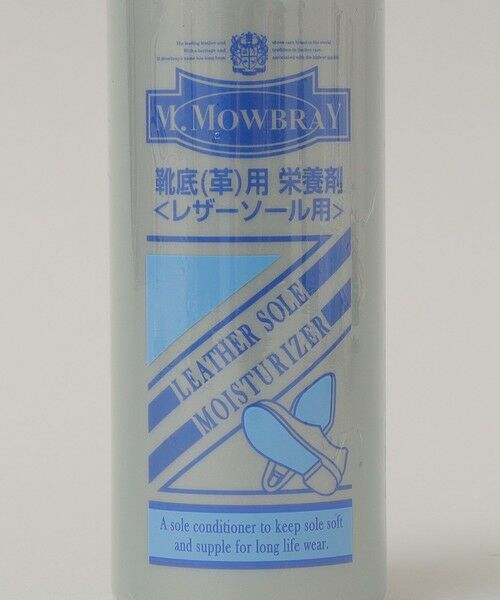 M. MOWBRAY
靴底(革)用 栄養剤
<レザーソール用>
LEATHER SOLE
MOISTURIZER
A sole conditioner to keep sole soft
and supple for long life wear.